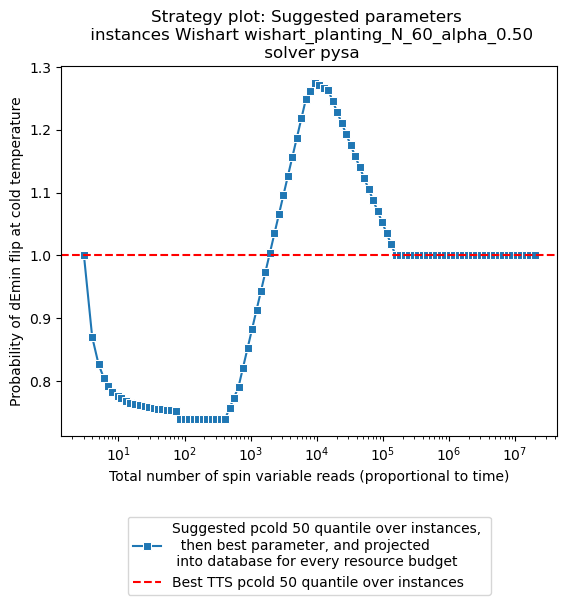 Strategy plot: Suggested parameters
instances Wishart wishart_planting_N_60_alpha_0.50
solver pysa
1.3
1.2
1.1
1.0
0.9
0.8
Probability of dEmin flip at cold temperature
10¹ 10² 10³ 10⁴ 10⁵ 10⁶ 10⁷
Total number of spin variable reads (proportional to time)
Suggested pcold 50 quantile over instances,
then best parameter, and projected
into database for every resource budget
Best TTS pcold 50 quantile over instances